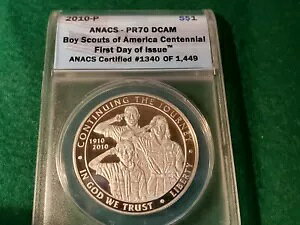 2010-P S$1
ANACS - PR70 DCAM
Boy Scouts of America Centennial
First Day of Issue™
ANACS Certified #1340 OF 1,449
CONTINUING THE JOURNEY
1910
2010
IN GOD WE TRUST
LIBERTY